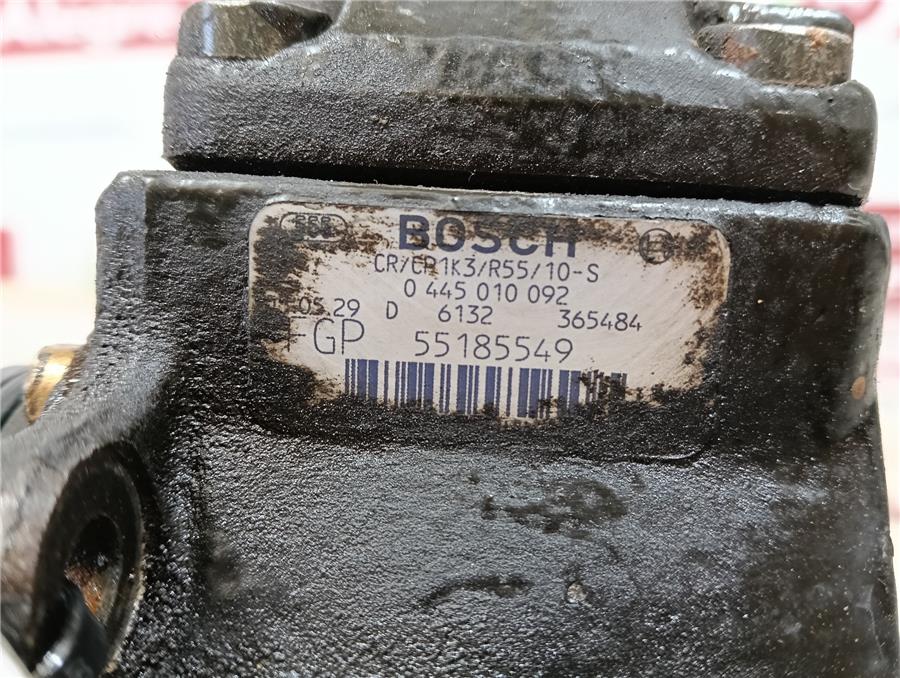 BOSCH
CR/CP1K3/R55/10-S
0 445 010 092
05.29 D 6132 365484
FGP 55185549